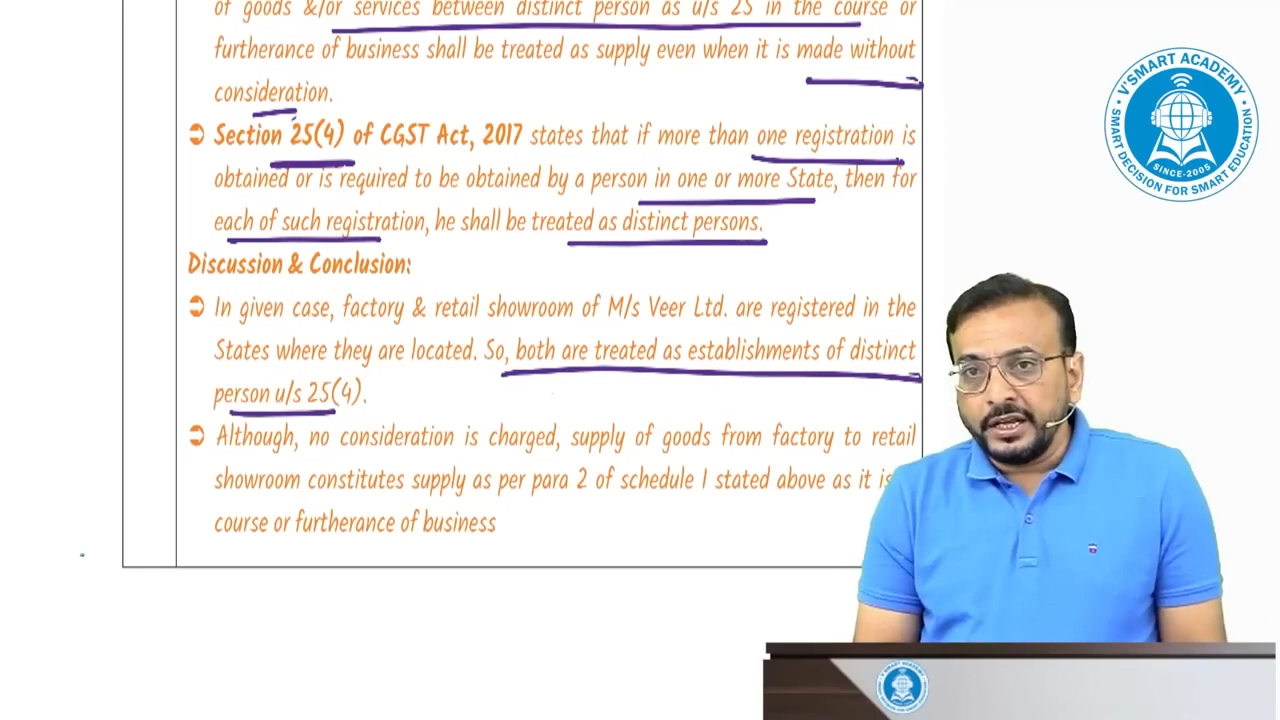 of goods &/or services between distinct person as u/s 25 in the course or
furtherance of business shall be treated as supply even when it is made without
consideration.
➲ Section 25(4) of CGST Act, 2017 states that if more than one registration is
obtained or is required to be obtained by a person in one or more State, then for
each of such registration, he shall be treated as distinct persons.
Discussion & Conclusion:
➲ In given case, factory & retail showroom of M/s Veer Ltd. are registered in the
States where they are located. So, both are treated as establishments of distinct
person u/s 25(4).
➲ Although, no consideration is charged, supply of goods from factory to retail
showroom constitutes supply as per para 2 of schedule I stated above as it is
course or furtherance of business
V'SMART ACADEMY
SINCE-2005
SMART DECISION FOR SMART EDUCATION
V'SMART ACADEMY